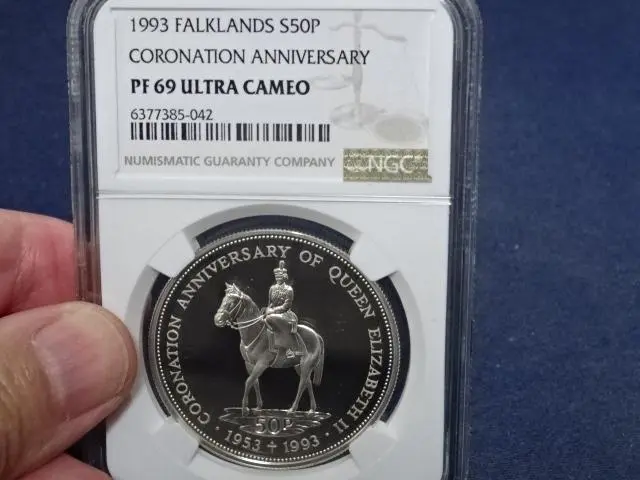 1993 FALKLANDS S50P
CORONATION ANNIVERSARY
PF 69 ULTRA CAMEO
6377385-042
NUMISMATIC GUARANTY COMPANY
NGC
CORONATION ANNIVERSARY OF QUEEN ELIZABETH II
50P
· 1953 † 1993 ·